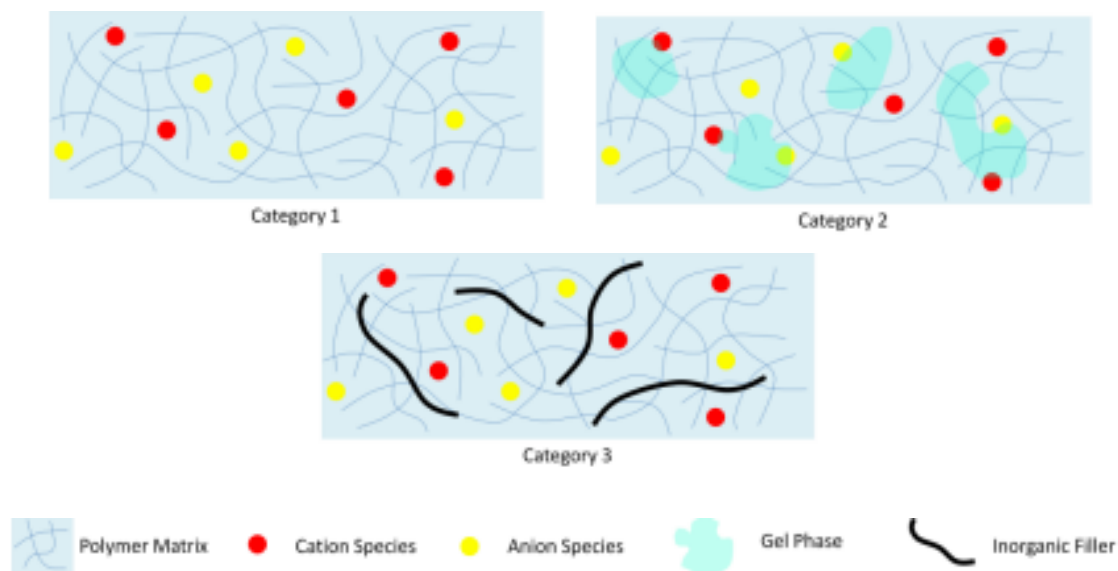 Category 1
Category 2
Category 3
Polymer Matrix
Cation Species
Anion Species
Gel Phase
Inorganic Filler